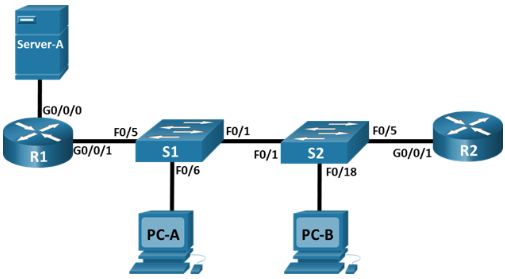 Server-A
G0/0/0
R1
G0/0/1
F0/5
S1
F0/1
F0/6
F0/1
S2
F0/5
F0/18
G0/0/1
R2
PC-A
PC-B